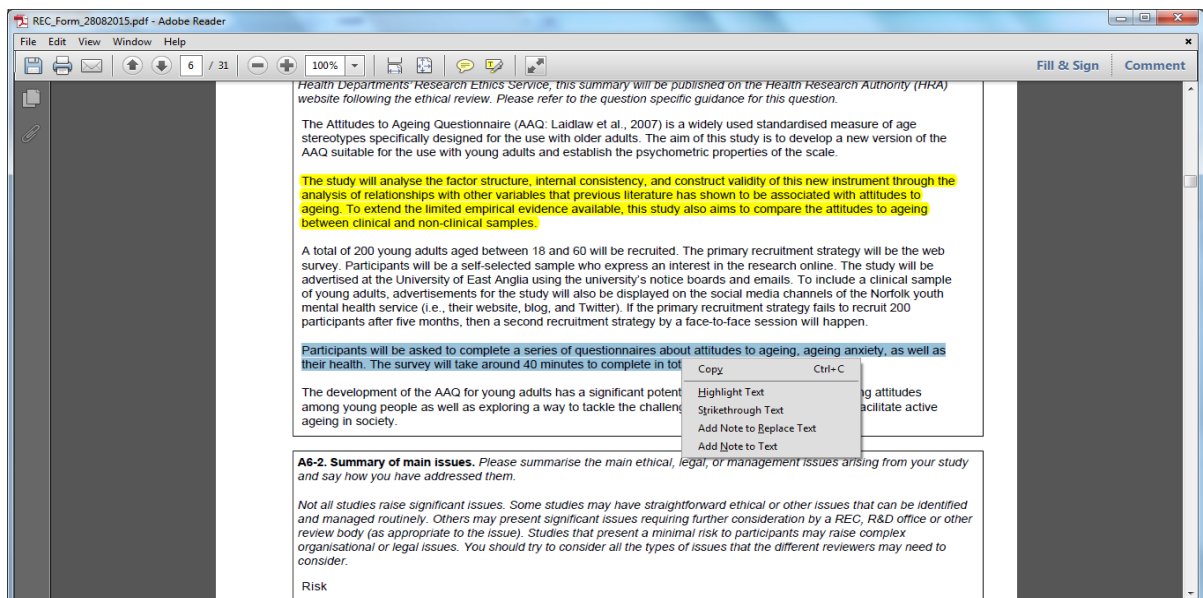 REC_Form_28082015.pdf - Adobe Reader
File Edit View Window Help
6 / 31 100% Fill & Sign Comment
Health Departments' Research Ethics Service, this summary will be published on the Health Research Authority (HRA)
website following the ethical review. Please refer to the question specific guidance for this question.
The Attitudes to Ageing Questionnaire (AAQ: Laidlaw et al., 2007) is a widely used standardised measure of age
stereotypes specifically designed for the use with older adults. The aim of this study is to develop a new version of the
AAQ suitable for the use with young adults and establish the psychometric properties of the scale.
The study will analyse the factor structure, internal consistency, and construct validity of this new instrument through the
analysis of relationships with other variables that previous literature has shown to be associated with attitudes to
ageing. To extend the limited empirical evidence available, this study also aims to compare the attitudes to ageing
between clinical and non-clinical samples.
A total of 200 young adults aged between 18 and 60 will be recruited. The primary recruitment strategy will be the web
survey. Participants will be a self-selected sample who express an interest in the research online. The study will be
advertised at the University of East Anglia using the university's notice boards and emails. To include a clinical sample
of young adults, advertisements for the study will also be displayed on the social media channels of the Norfolk youth
mental health service (i.e., their website, blog, and Twitter). If the primary recruitment strategy fails to recruit 200
participants after five months, then a second recruitment strategy by a face-to-face session will happen.
Participants will be asked to complete a series of questionnaires about attitudes to ageing, ageing anxiety, as well as
their health. The survey will take around 40 minutes to complete in tot
The development of the AAQ for young adults has a significant potent ng attitudes
among young people as well as exploring a way to tackle the challeng acilitate active
ageing in society.
Copy Ctrl+C
Highlight Text
Strikethrough Text
Add Note to Replace Text
Add Note to Text
A6-2. Summary of main issues. Please summarise the main ethical, legal, or management issues arising from your study
and say how you have addressed them.
Not all studies raise significant issues. Some studies may have straightforward ethical or other issues that can be identified
and managed routinely. Others may present significant issues requiring further consideration by a REC, R&D office or other
review body (as appropriate to the issue). Studies that present a minimal risk to participants may raise complex
organisational or legal issues. You should try to consider all the types of issues that the different reviewers may need to
consider.
Risk